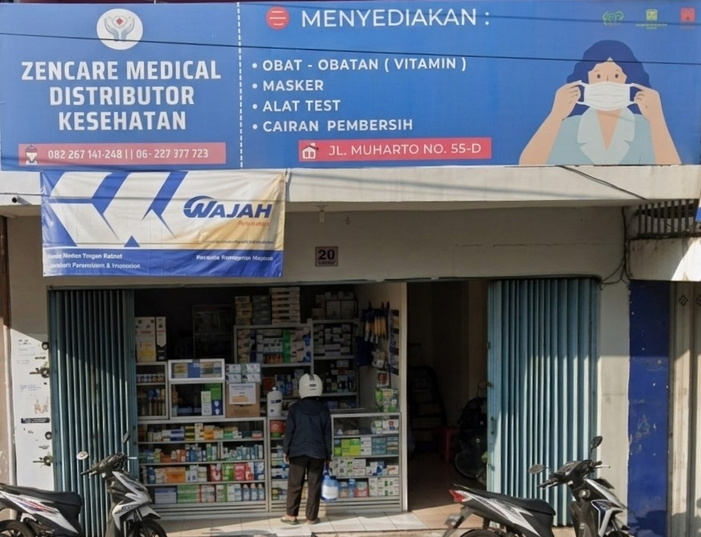 ZENCARE MEDICAL
DISTRIBUTOR
KESEHATAN
082 267 141-248 || 06- 227 377 723
MENYEDIAKAN :
• OBAT - OBATAN ( VITAMIN )
• MASKER
• ALAT TEST
• CAIRAN PEMBERSIH
JL. MUHARTO NO. 55-D
WAJAH
20